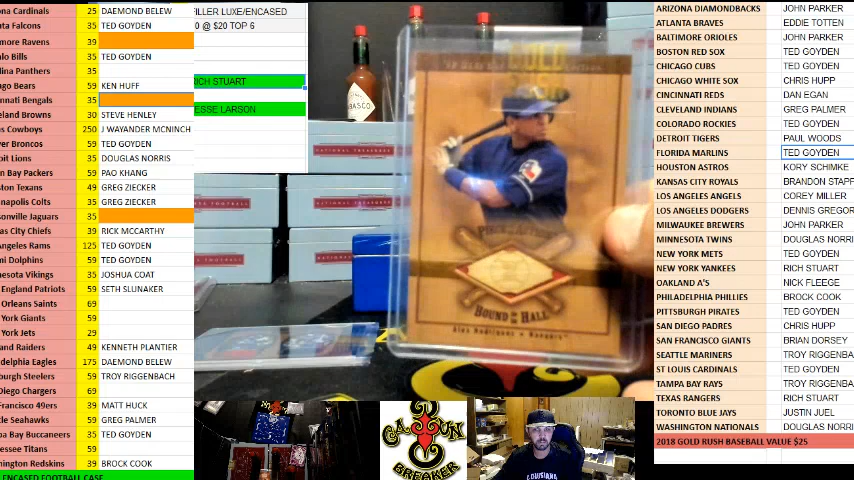 ona Cardinals 25 DAEMOND BELEW
nta Falcons 35 TED GOYDEN
more Ravens 39
lo Bills 35 TED GOYDEN
lina Panthers 35
ago Bears 59 KEN HUFF
nnati Bengals 35
eland Browns 30 STEVE HENLEY
as Cowboys 250 J WAYANDER MCNINCH
er Broncos 59 TED GOYDEN
oit Lions 35 DOUGLAS NORRIS
n Bay Packers 59 PAO KHANG
ston Texans 49 GREG ZIECKER
anapolis Colts 35 GREG ZIECKER
sonville Jaguars 35
as City Chiefs 39 RICK MCCARTHY
Angeles Rams 125 TED GOYDEN
mi Dolphins 59 TED GOYDEN
nesota Vikings 35 JOSHUA COAT
England Patriots 59 SETH SLUNAKER
Orleans Saints 69
York Giants 59
York Jets 29
and Raiders 49 KENNETH PLANTIER
adelphia Eagles 175 DAEMOND BELEW
burgh Steelers 59 TROY RIGGENBACH
Diego Chargers 69
Francisco 49ers 39 MATT HUCK
tle Seahawks 59 GREG PALMER
pa Bay Buccaneers 35 TED GOYDEN
essee Titans 59
hington Redskins 39 BROCK COOK
ENCASED FOOTBALL CASE
ILLER LUXE/ENCASED
0 @ $20 TOP 6
RICH STUART
ESSE LARSON
TABASCO
NATIONAL TREASURES
GOLD
BOUND FOR THE HALL
Alex Rodriguez • Rangers
CAJUN
BREAKER
LOUISIANA
ARIZONA DIAMONDBACKS JOHN PARKER
ATLANTA BRAVES EDDIE TOTTEN
BALTIMORE ORIOLES JOHN PARKER
BOSTON RED SOX TED GOYDEN
CHICAGO CUBS TED GOYDEN
CHICAGO WHITE SOX CHRIS HUPP
CINCINNATI REDS DAN EGAN
CLEVELAND INDIANS GREG PALMER
COLORADO ROCKIES TED GOYDEN
DETROIT TIGERS PAUL WOODS
FLORIDA MARLINS TED GOYDEN
HOUSTON ASTROS KORY SCHIMKE
KANSAS CITY ROYALS BRANDON STAPF
LOS ANGELES ANGELS COREY MILLER
LOS ANGELES DODGERS DENNIS GREGOR
MILWAUKEE BREWERS JOHN PARKER
MINNESOTA TWINS DOUGLAS NORRI
NEW YORK METS TED GOYDEN
NEW YORK YANKEES RICH STUART
OAKLAND A'S NICK FLEEGE
PHILADELPHIA PHILLIES BROCK COOK
PITTSBURGH PIRATES TED GOYDEN
SAN DIEGO PADRES CHRIS HUPP
SAN FRANCISCO GIANTS BRIAN DORSEY
SEATTLE MARINERS TROY RIGGENBA
ST LOUIS CARDINALS TED GOYDEN
TAMPA BAY RAYS TROY RIGGENBA
TEXAS RANGERS RICH STUART
TORONTO BLUE JAYS JUSTIN JUEL
WASHINGTON NATIONALS DOUGLAS NORRI
2018 GOLD RUSH BASEBALL VALUE $25